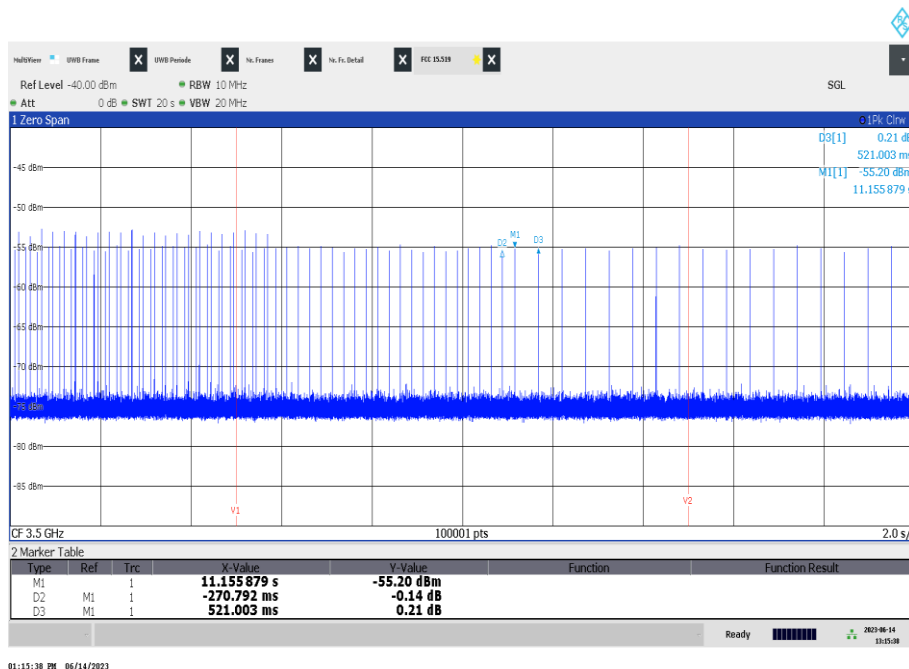 MultiView UWB Frame X UWB Periode X Nr. Frames X Nr. Fr. Detail X FCC 15.519 X
Ref Level -40.00 dBm RBW 10 MHz SGL
Att 0 dB SWT 20 s VBW 20 MHz
1 Zero Span 1Pk Clrw
D3[1] 0.21 dB
521.003 ms
M1[1] -55.20 dBm
11.155 879 s
-45 dBm
-50 dBm
D2 M1 D3
-55 dBm
-60 dBm
-65 dBm
-70 dBm
-75 dBm
-80 dBm
-85 dBm
V1 V2
CF 3.5 GHz 100001 pts 2.0 s/
2 Marker Table
Type Ref Trc X-Value Y-Value Function Function Result
M1 1 11.155 879 s -55.20 dBm
D2 M1 1 -270.792 ms -0.14 dB
D3 M1 1 521.003 ms 0.21 dB
Ready 2023-06-14
13:15:38
01:15:38 PM 06/14/2023